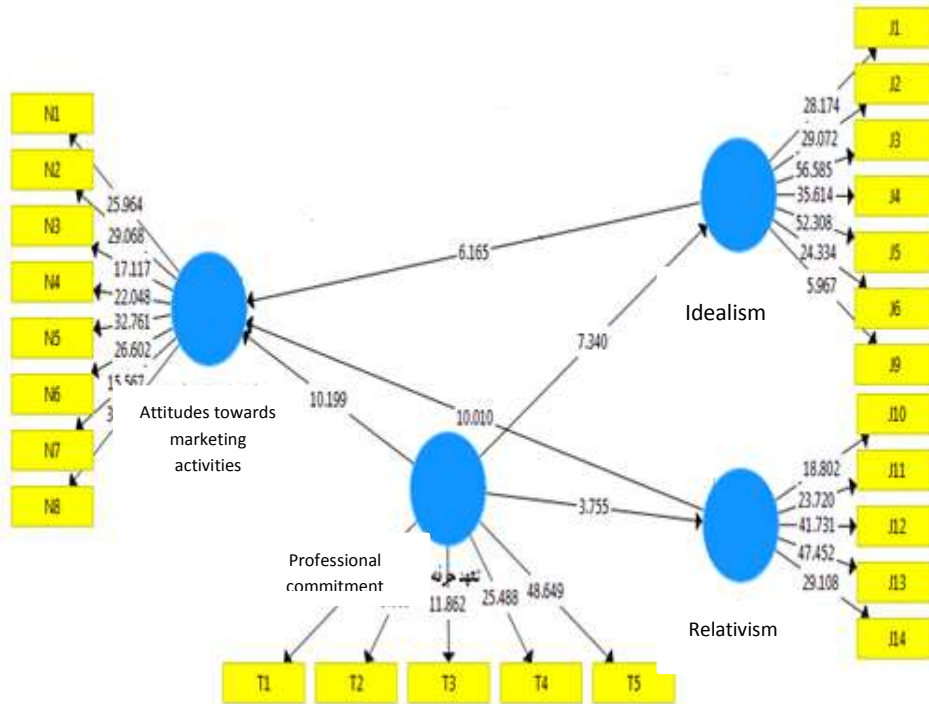 J1
J2
J3
J4
J5
J6
J9
28.174
29.072
56.585
35.614
52.308
24.334
5.967
N1
N2
N3
N4
N5
N6
N7
N8
25.964
29.068
17.117
22.048
32.761
26.602
15.567
6.165
Idealism
7.340
Attitudes towards
marketing
activities
10.199
10.010
3.755
J10
J11
J12
J13
J14
18.802
23.720
41.731
47.452
29.108
Professional
commitment
تعهد حرفه
11.862
25.488
48.649
Relativism
T1
T2
T3
T4
T5